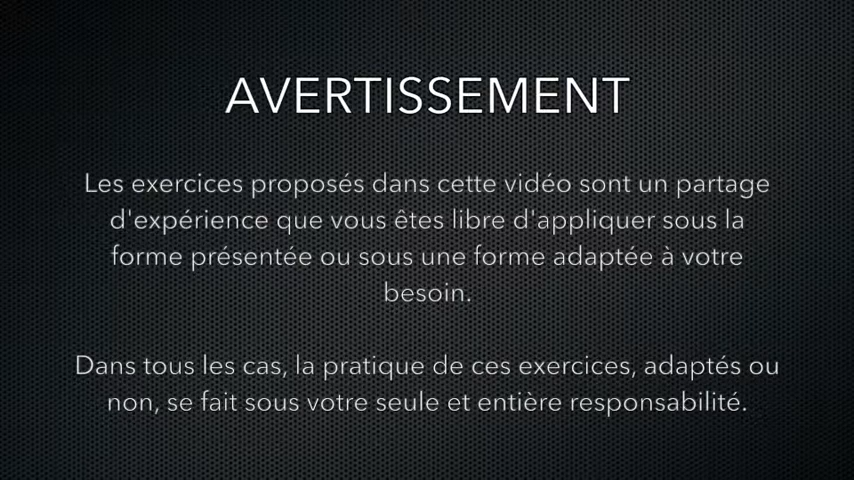 AVERTISSEMENT
Les exercices proposés dans cette vidéo sont un partage
d'expérience que vous êtes libre d'appliquer sous la
forme présentée ou sous une forme adaptée à votre
besoin.
Dans tous les cas, la pratique de ces exercices, adaptés ou
non, se fait sous votre seule et entière responsabilité.